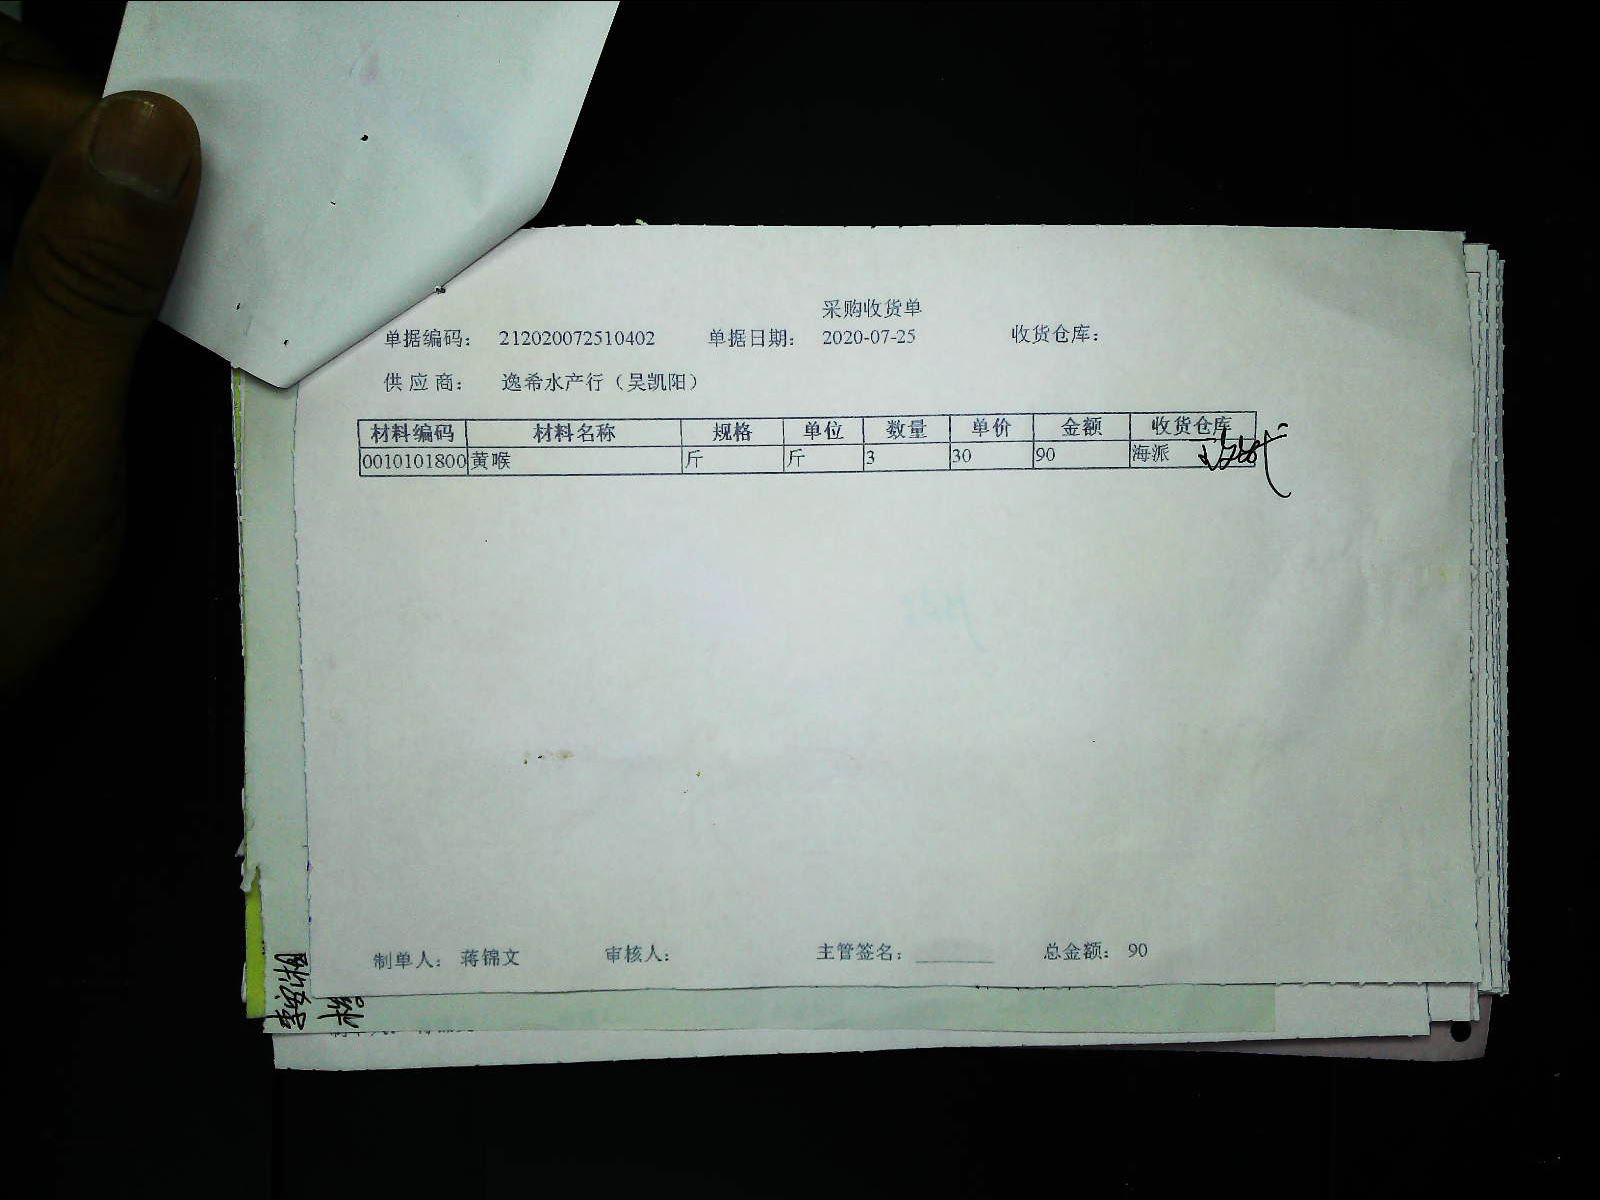 采购收货单
单据编码： 212020072510402 单据日期： 2020-07-25 收货仓库：
供应商： 逸希水产行（吴凯阳）
材料编码 材料名称 规格 单位 数量 单价 金额 收货仓库
0010101800 黄喉 斤 斤 3 30 90 海派
制单人： 蒋锦文 审核人： 主管签名： ________ 总金额： 90